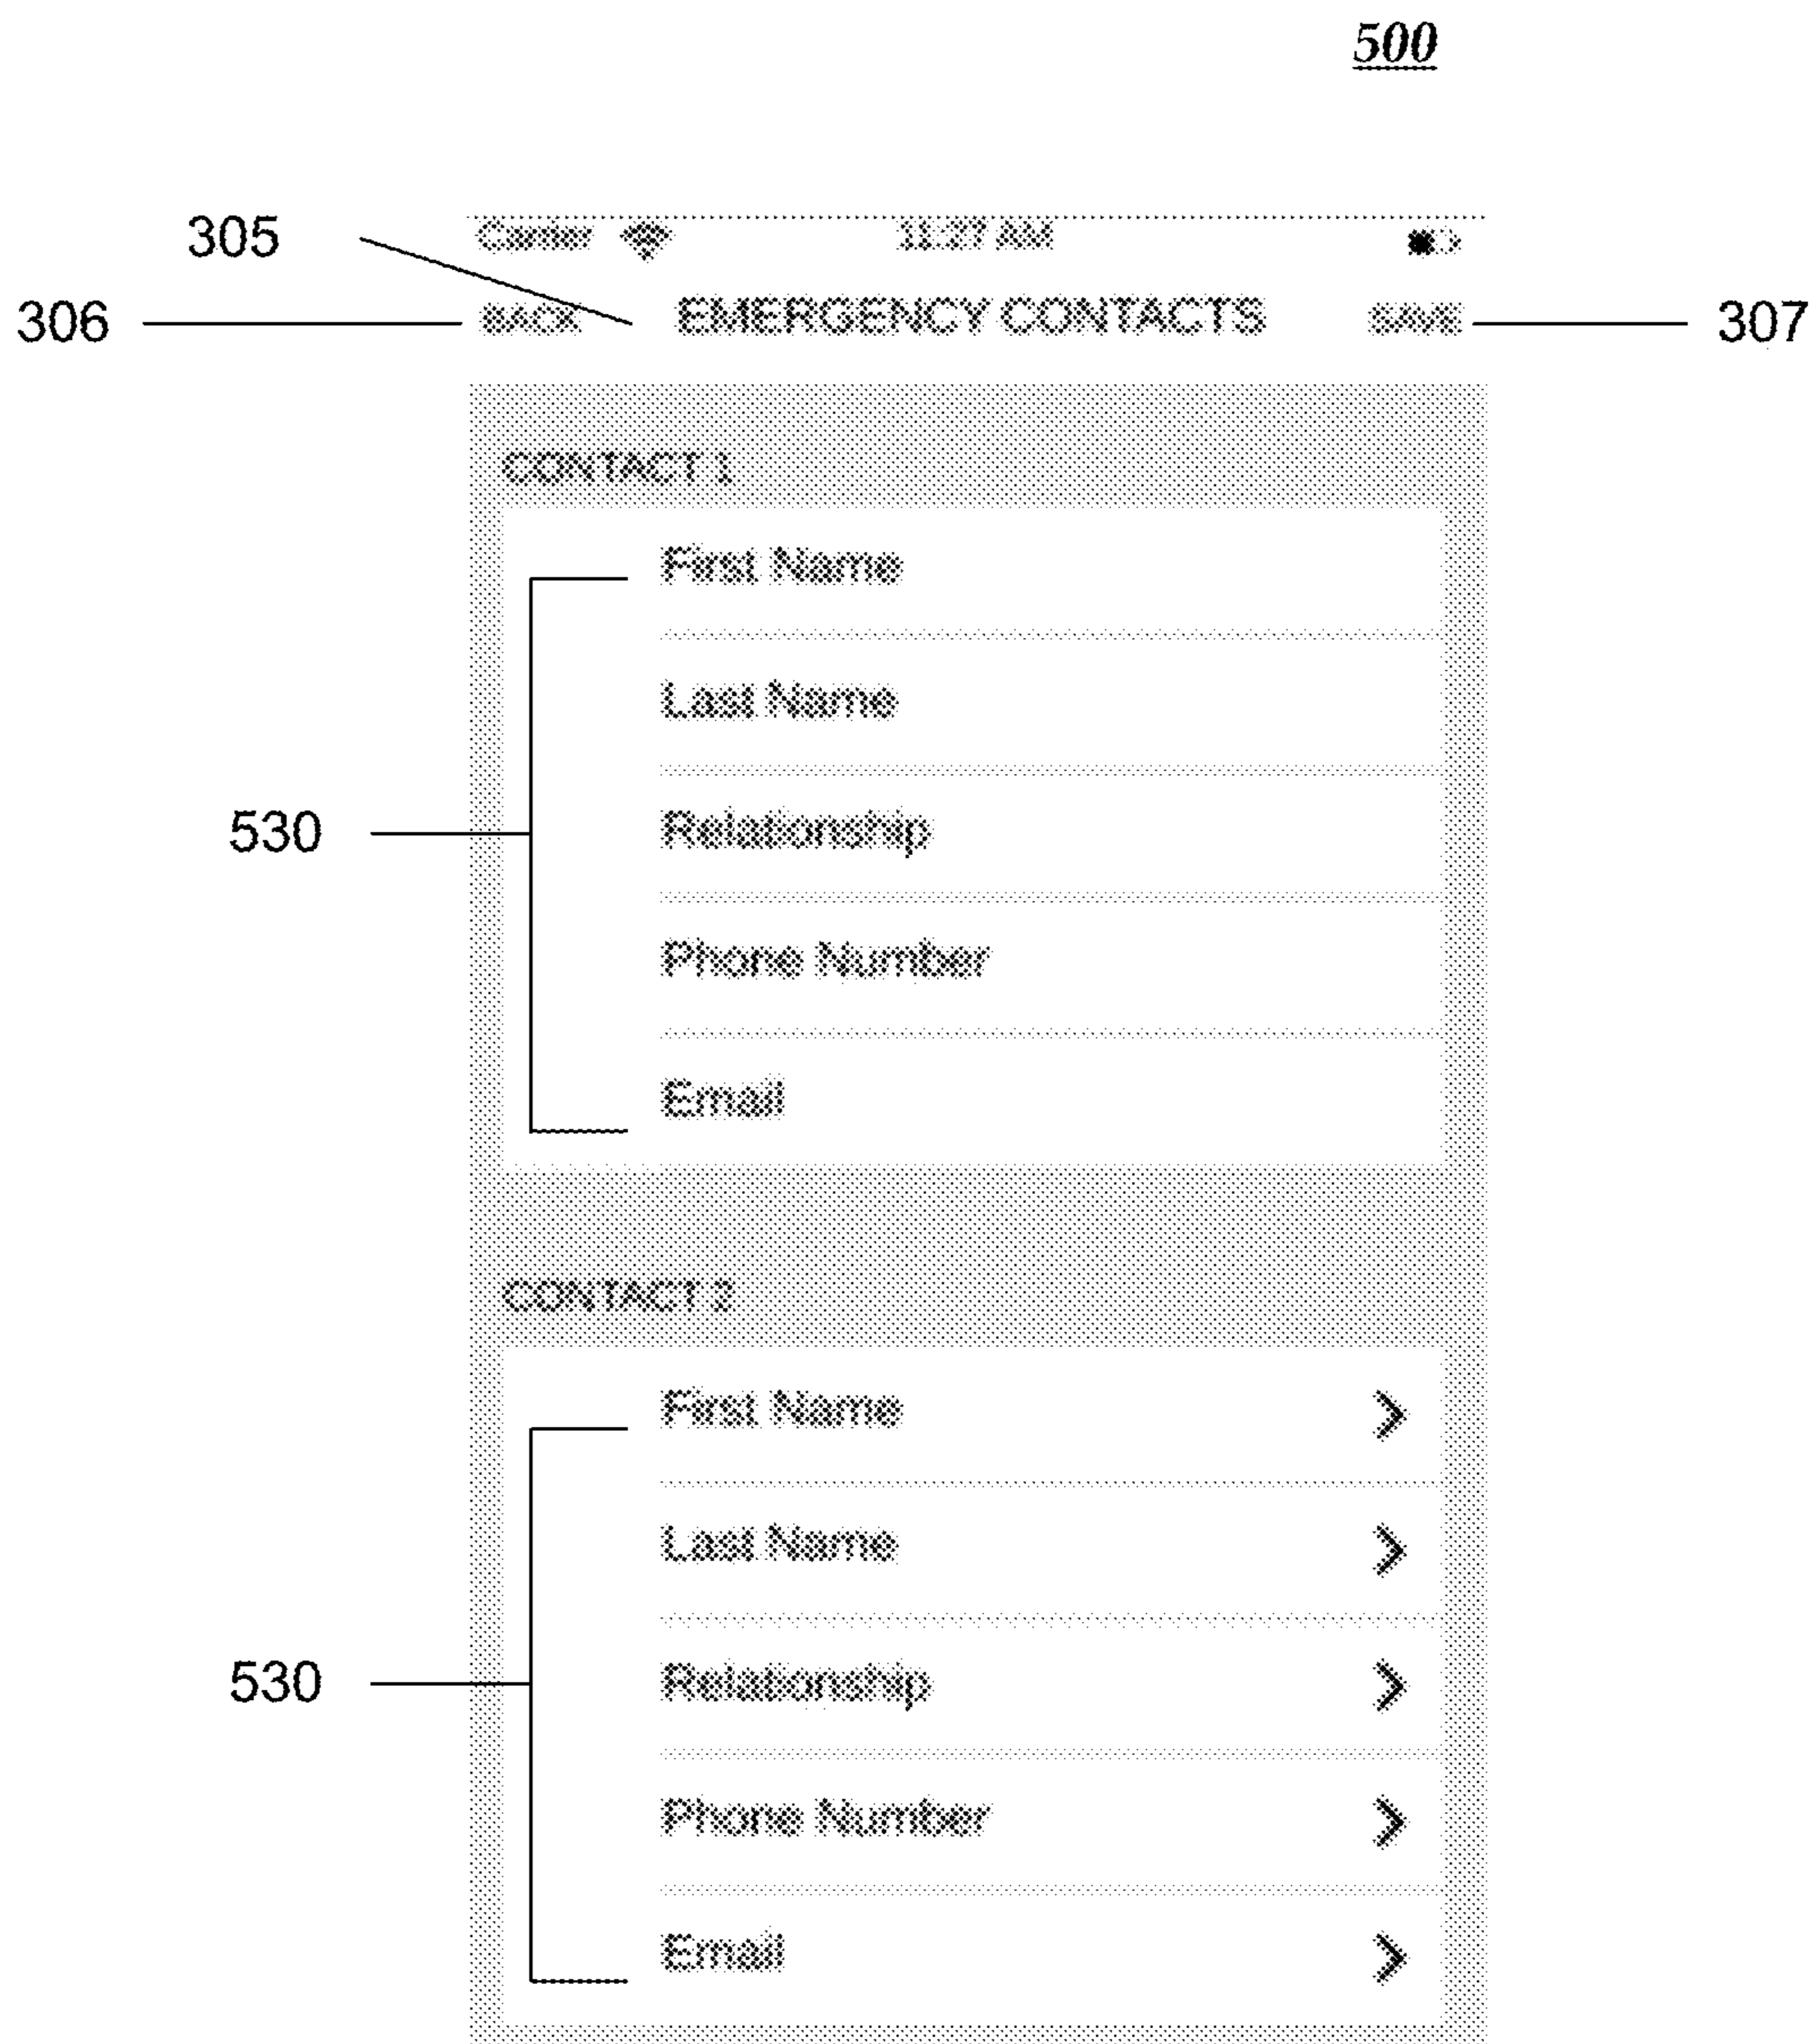 500
305 Carrier 11:27 AM
306 BACK EMERGENCY CONTACTS SAVE 307
CONTACT 1
First Name
Last Name
530 Relationship
Phone Number
Email
CONTACT 2
First Name
Last Name
530 Relationship
Phone Number
Email